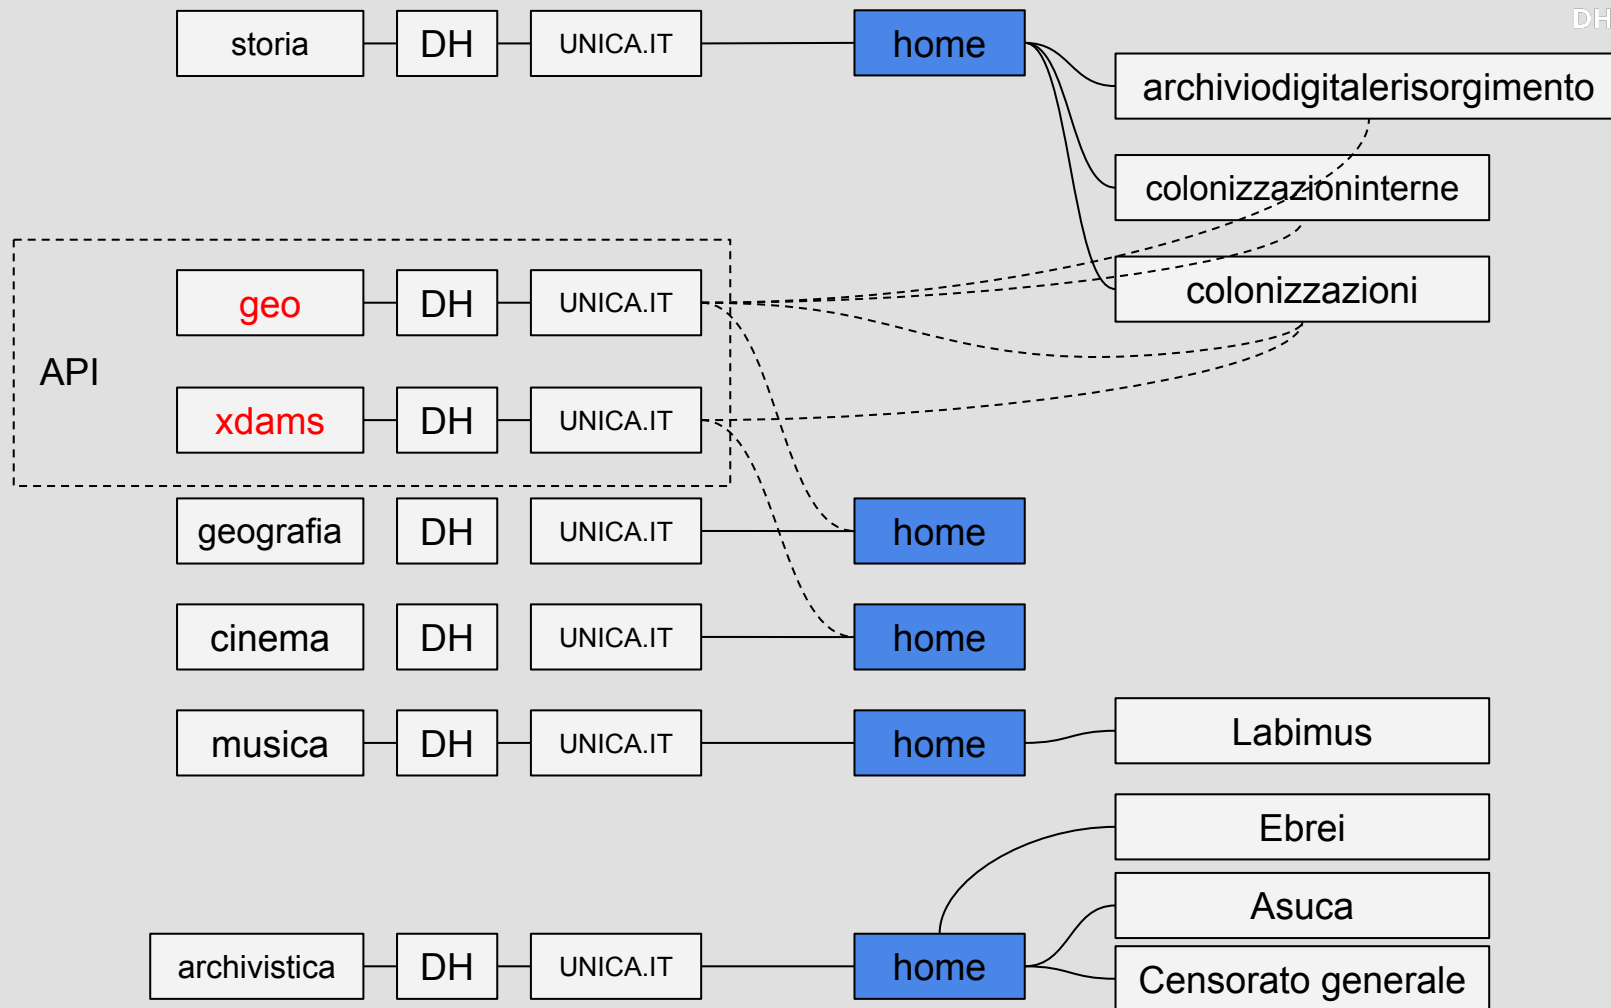 DH
storia DH UNICA.IT home
archiviodigitalerisorgimento
colonizzazioninterne
geo DH UNICA.IT
colonizzazioni
API
xdams DH UNICA.IT
geografia DH UNICA.IT home
cinema DH UNICA.IT home
musica DH UNICA.IT home
Labimus
Ebrei
Asuca
archivistica DH UNICA.IT home
Censorato generale